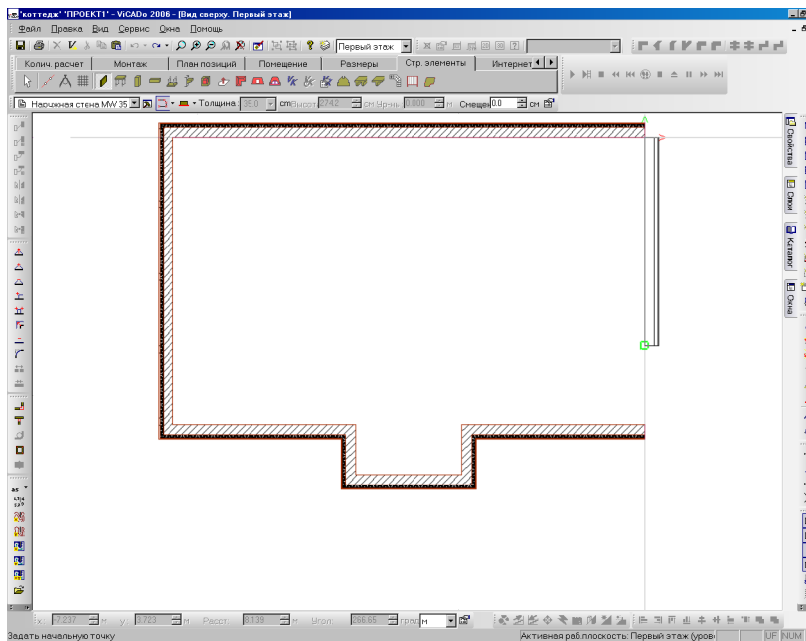 'коттедж' 'ПРОЕКТ1' - ViCADo 2006 - [Вид сверху. Первый этаж]
Файл Правка Вид Сервис Окна Помощь
Первый этаж
Колич. расчет Монтаж План позиций Помещение Размеры Стр. элементы Интернет
Наружная стена MW 35 Толщина 35.0 cm Высот 274.2 см Ур-нь 0.000 м Смещен 0.0 см
Свойства
Слои
Каталог
Окна
x: -7.237 м y: 3.723 м Расст: 8.139 м Угол: 266.65 град м
Задать начальную точку Активная раб.плоскость: Первый этаж (уров UF NUM